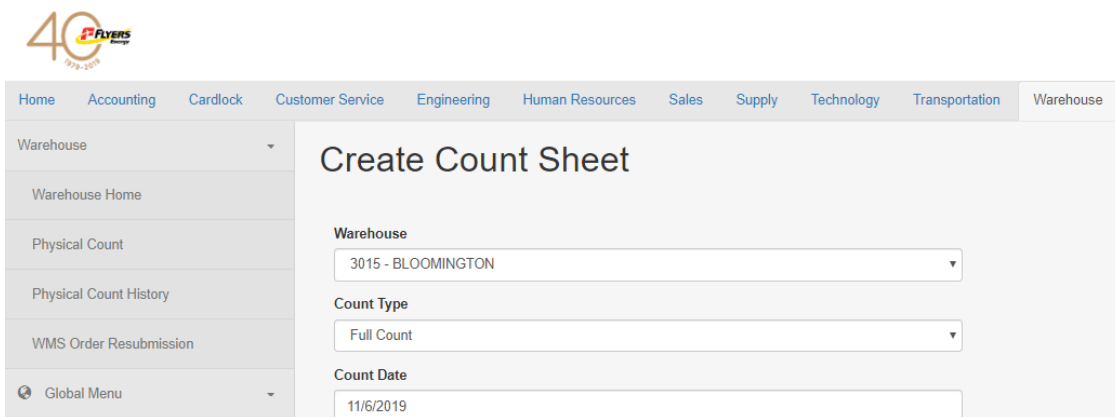 40 FLYERS
Energy
1979-2019
Home Accounting Cardlock Customer Service Engineering Human Resources Sales Supply Technology Transportation Warehouse
Warehouse
Warehouse Home
Physical Count
Physical Count History
WMS Order Resubmission
Global Menu
Create Count Sheet
Warehouse
3015 - BLOOMINGTON
Count Type
Full Count
Count Date
11/6/2019